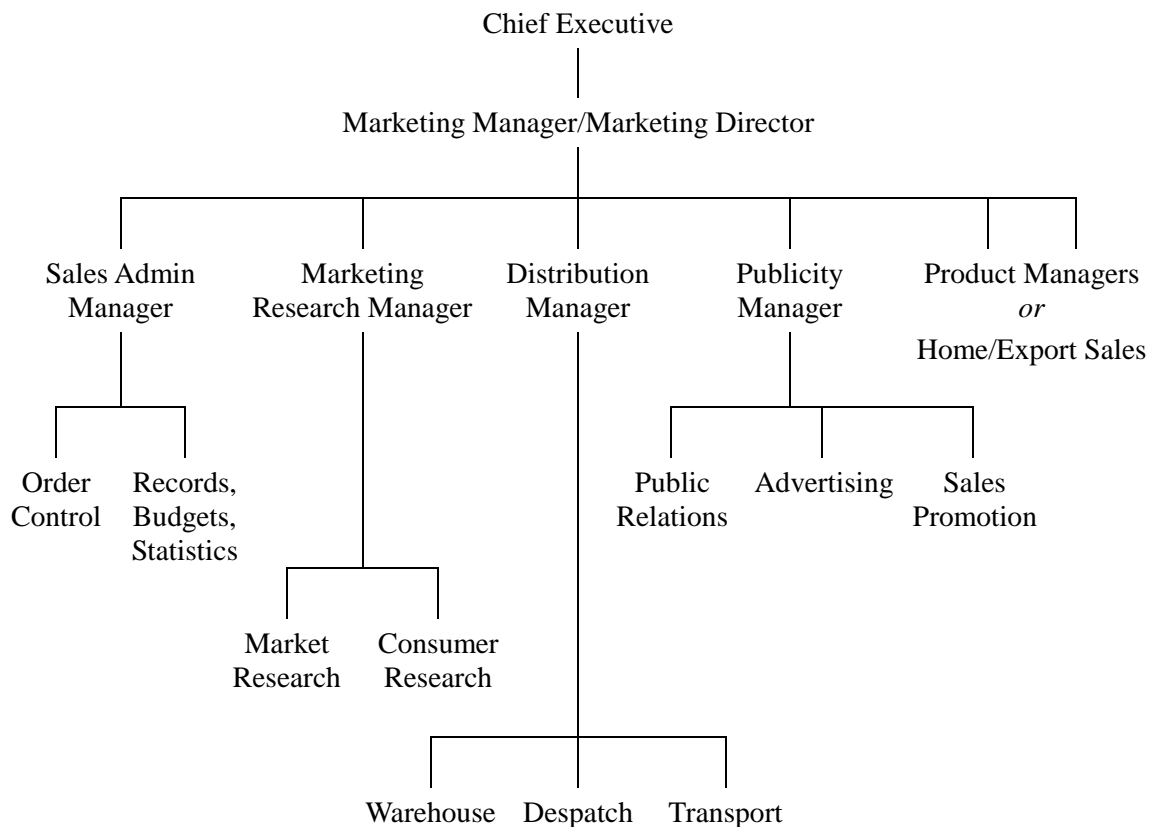 Chief Executive
Marketing Manager/Marketing Director
Sales Admin
Manager
Marketing
Research Manager
Distribution
Manager
Publicity
Manager
Product Managers
or
Home/Export Sales
Order
Control
Records,
Budgets,
Statistics
Public
Relations
Advertising
Sales
Promotion
Market
Research
Consumer
Research
Warehouse
Despatch
Transport